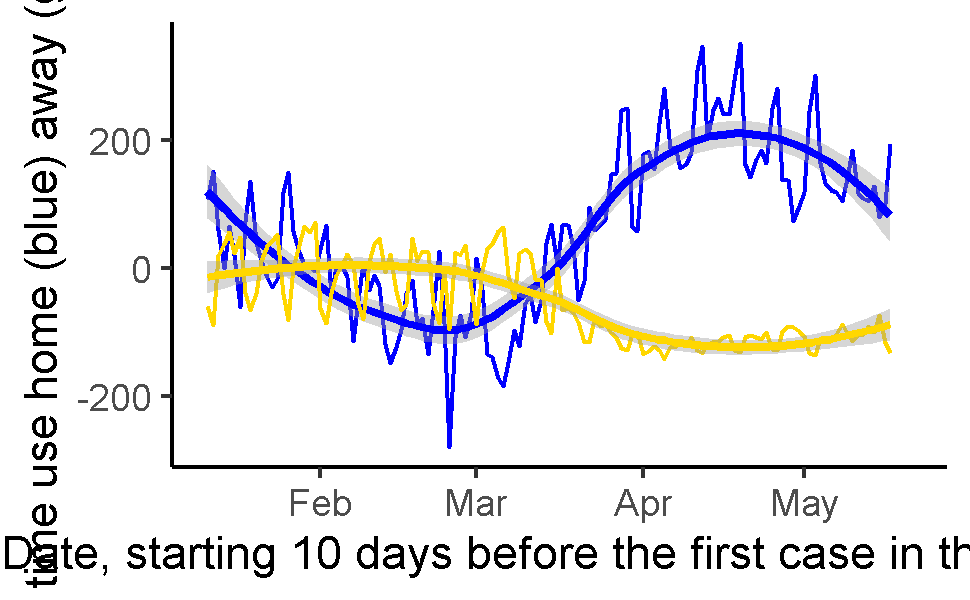 time use home (blue) away (
200
0
-200
Feb Mar Apr May
Date, starting 10 days before the first case in th